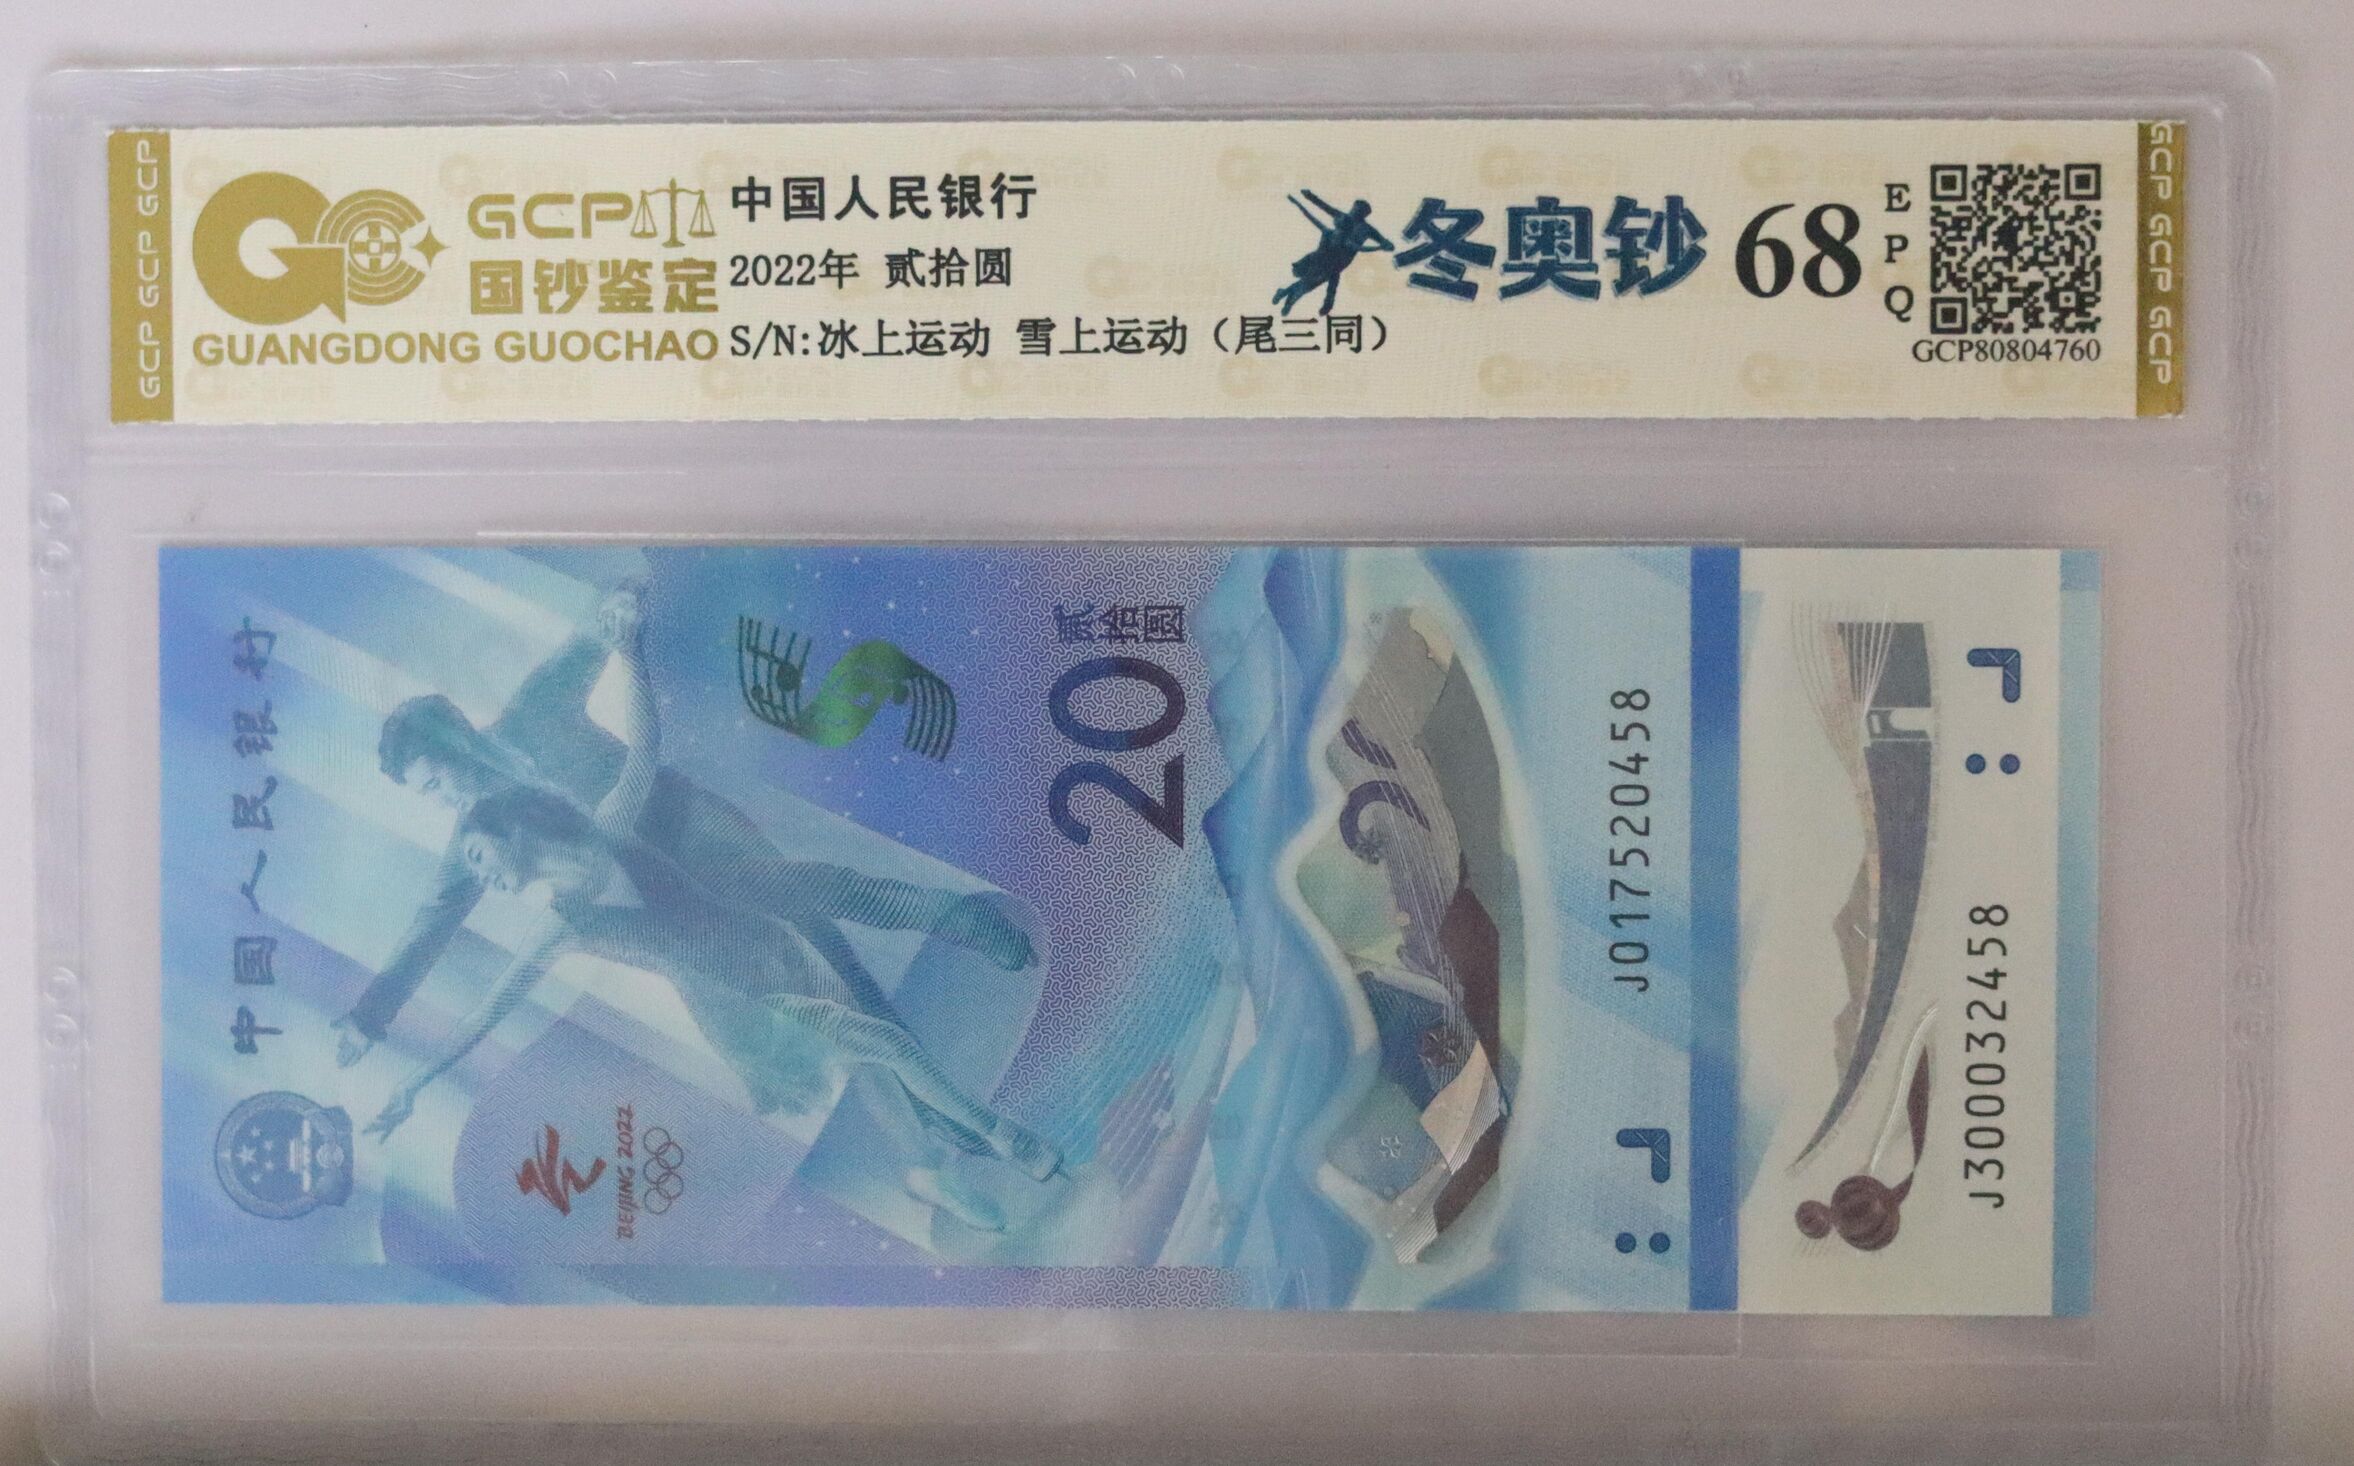 GCP GCP GCP
GCP
国钞鉴定
GUANGDONG GUOCHAO
中国人民银行
2022年 贰拾圆
S/N:冰上运动 雪上运动（尾三同）
冬奥钞
68
EPQ
GCP80804760
GCP GCP GCP
中国人民银行
BEIJING 2022
贰拾圆
20
20
J017520458
J300032458